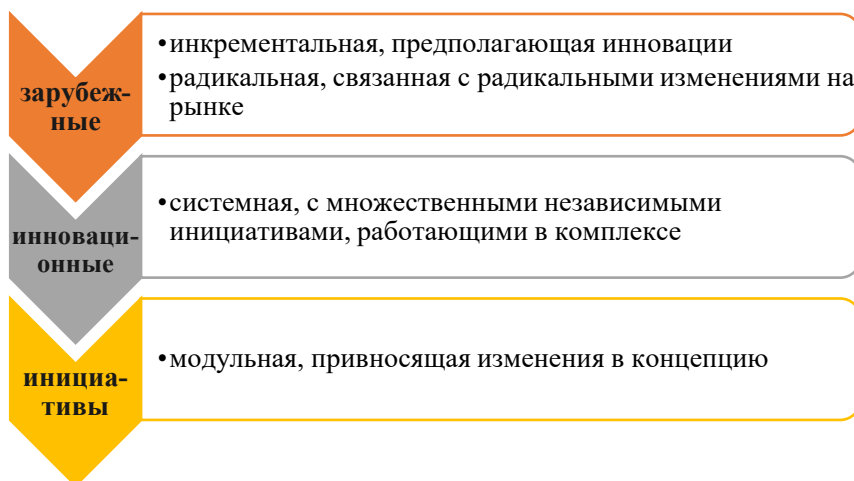 зарубеж-
ные
•инкрементальная, предполагающая инновации
•радикальная, связанная с радикальными изменениями на
рынке
инноваци-
онные
•системная, с множественными независимыми
инициативами, работающими в комплексе
инициа-
тивы
•модульная, привносящая изменения в концепцию